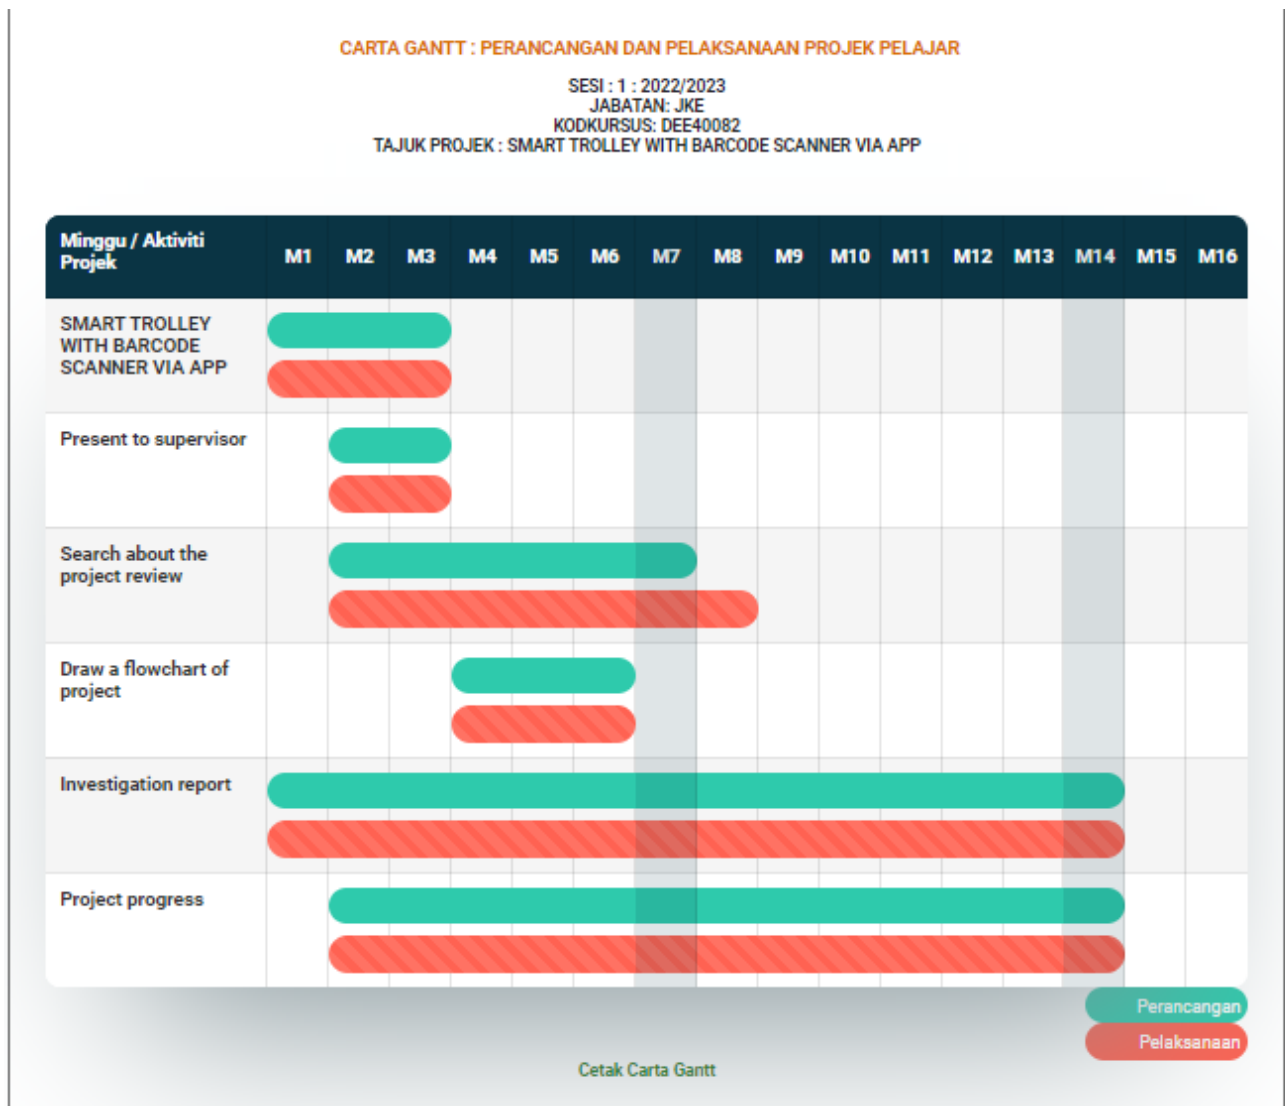 CARTA GANTT : PERANCANGAN DAN PELAKSANAAN PROJEK PELAJAR
SESI : 1 : 2022/2023
JABATAN: JKE
KODKURSUS: DEE40082
TAJUK PROJEK : SMART TROLLEY WITH BARCODE SCANNER VIA APP
Minggu / Aktiviti
Projek
M1 M2 M3 M4 M5 M6 M7 M8 M9 M10 M11 M12 M13 M14 M15 M16
SMART TROLLEY
WITH BARCODE
SCANNER VIA APP
Present to supervisor
Search about the
project review
Draw a flowchart of
project
Investigation report
Project progress
Perancangan
Pelaksanaan
Cetak Carta Gantt